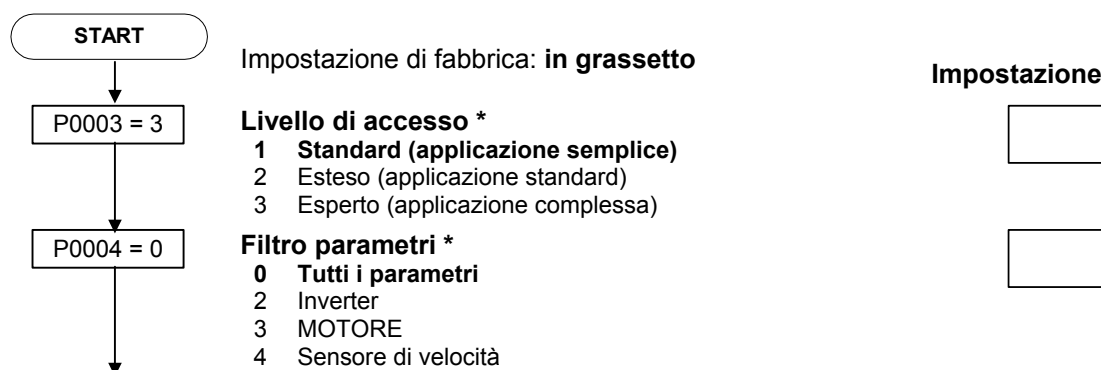 START
Impostazione di fabbrica: in grassetto
Impostazione
P0003 = 3
Livello di accesso *
1 Standard (applicazione semplice)
2 Esteso (applicazione standard)
3 Esperto (applicazione complessa)
P0004 = 0
Filtro parametri *
0 Tutti i parametri
2 Inverter
3 MOTORE
4 Sensore di velocità